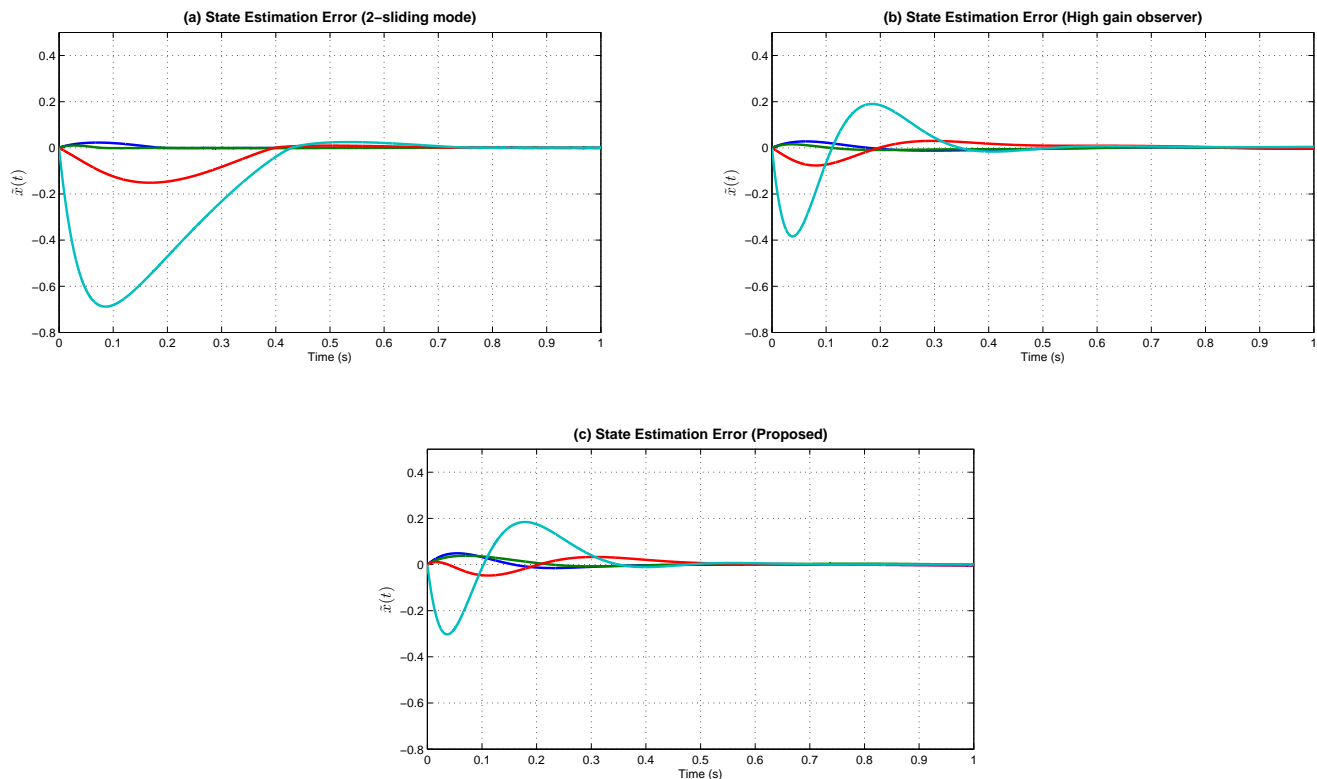 (a) State Estimation Error (2−sliding mode)
0.4
0.2
0
−0.2
−0.4
−0.6
−0.8
x̃(t)
0 0.1 0.2 0.3 0.4 0.5 0.6 0.7 0.8 0.9 1
Time (s)
(b) State Estimation Error (High gain observer)
0.4
0.2
0
−0.2
−0.4
−0.6
−0.8
x̃(t)
0 0.1 0.2 0.3 0.4 0.5 0.6 0.7 0.8 0.9 1
Time (s)
(c) State Estimation Error (Proposed)
0.4
0.2
0
−0.2
−0.4
−0.6
−0.8
x̃(t)
0 0.1 0.2 0.3 0.4 0.5 0.6 0.7 0.8 0.9 1
Time (s)